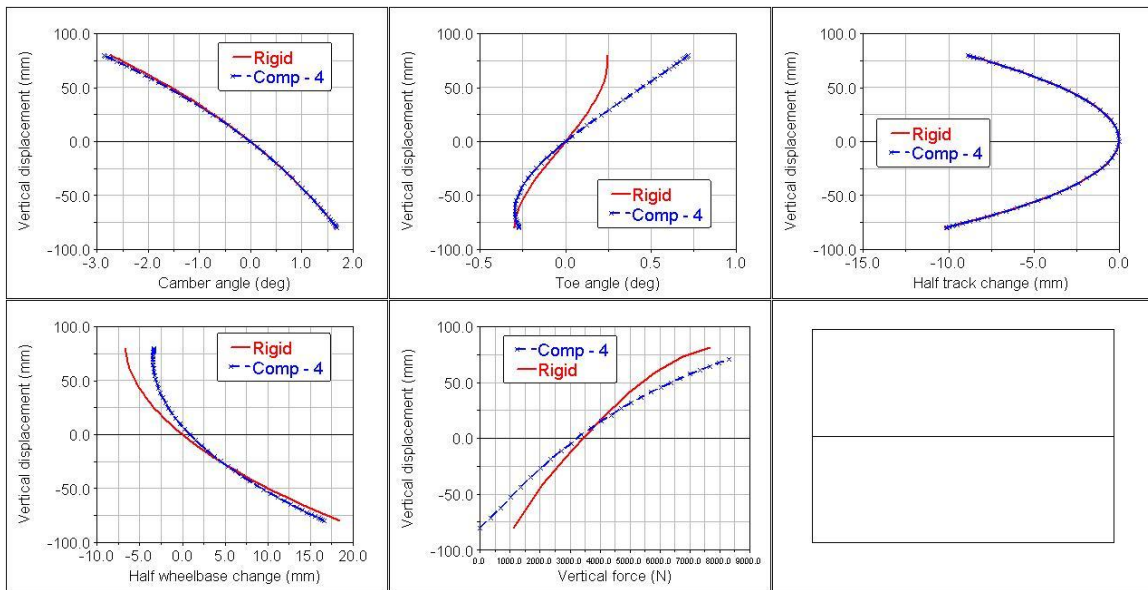 Vertical displacement (mm)
100.0
50.0
0.0
-50.0
-100.0
Rigid
Comp - 4
-3.0 -2.0 -1.0 0.0 1.0 2.0
Camber angle (deg)
Vertical displacement (mm)
100.0
50.0
0.0
-50.0
-100.0
Rigid
Comp - 4
-0.5 0.0 0.5 1.0
Toe angle (deg)
Vertical displacement (mm)
100.0
50.0
0.0
-50.0
-100.0
Rigid
Comp - 4
-15.0 -10.0 -5.0 0.0
Half track change (mm)
Vertical displacement (mm)
100.0
50.0
0.0
-50.0
-100.0
Rigid
Comp - 4
-10.0 -5.0 0.0 5.0 10.0 15.0 20.0
Half wheelbase change (mm)
Vertical displacement (mm)
100.0
50.0
0.0
-50.0
-100.0
Comp - 4
Rigid
0.0 1000.0 2000.0 3000.0 4000.0 5000.0 6000.0 7000.0 8000.0 9000.0
Vertical force (N)